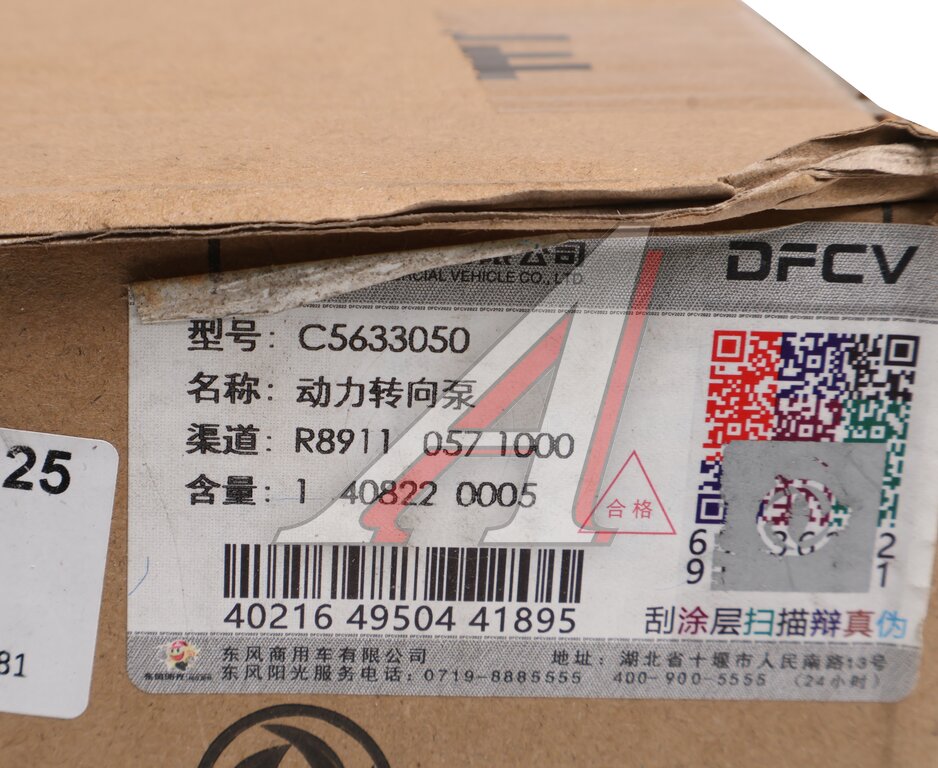 公司
VEHICLE CO., LTD
DFCV
型号: C5633050
名称: 动力转向泵
渠道: R8911 057 1000
含量: 1 40822 0005
合格
40216 49504 41895
刮涂层扫描辩真伪
东风商用车有限公司
地址: 湖北省十堰市人民南路13号
东风阳光服务电话: 0719-8885555 400-900-5555 (24小时)
25
81